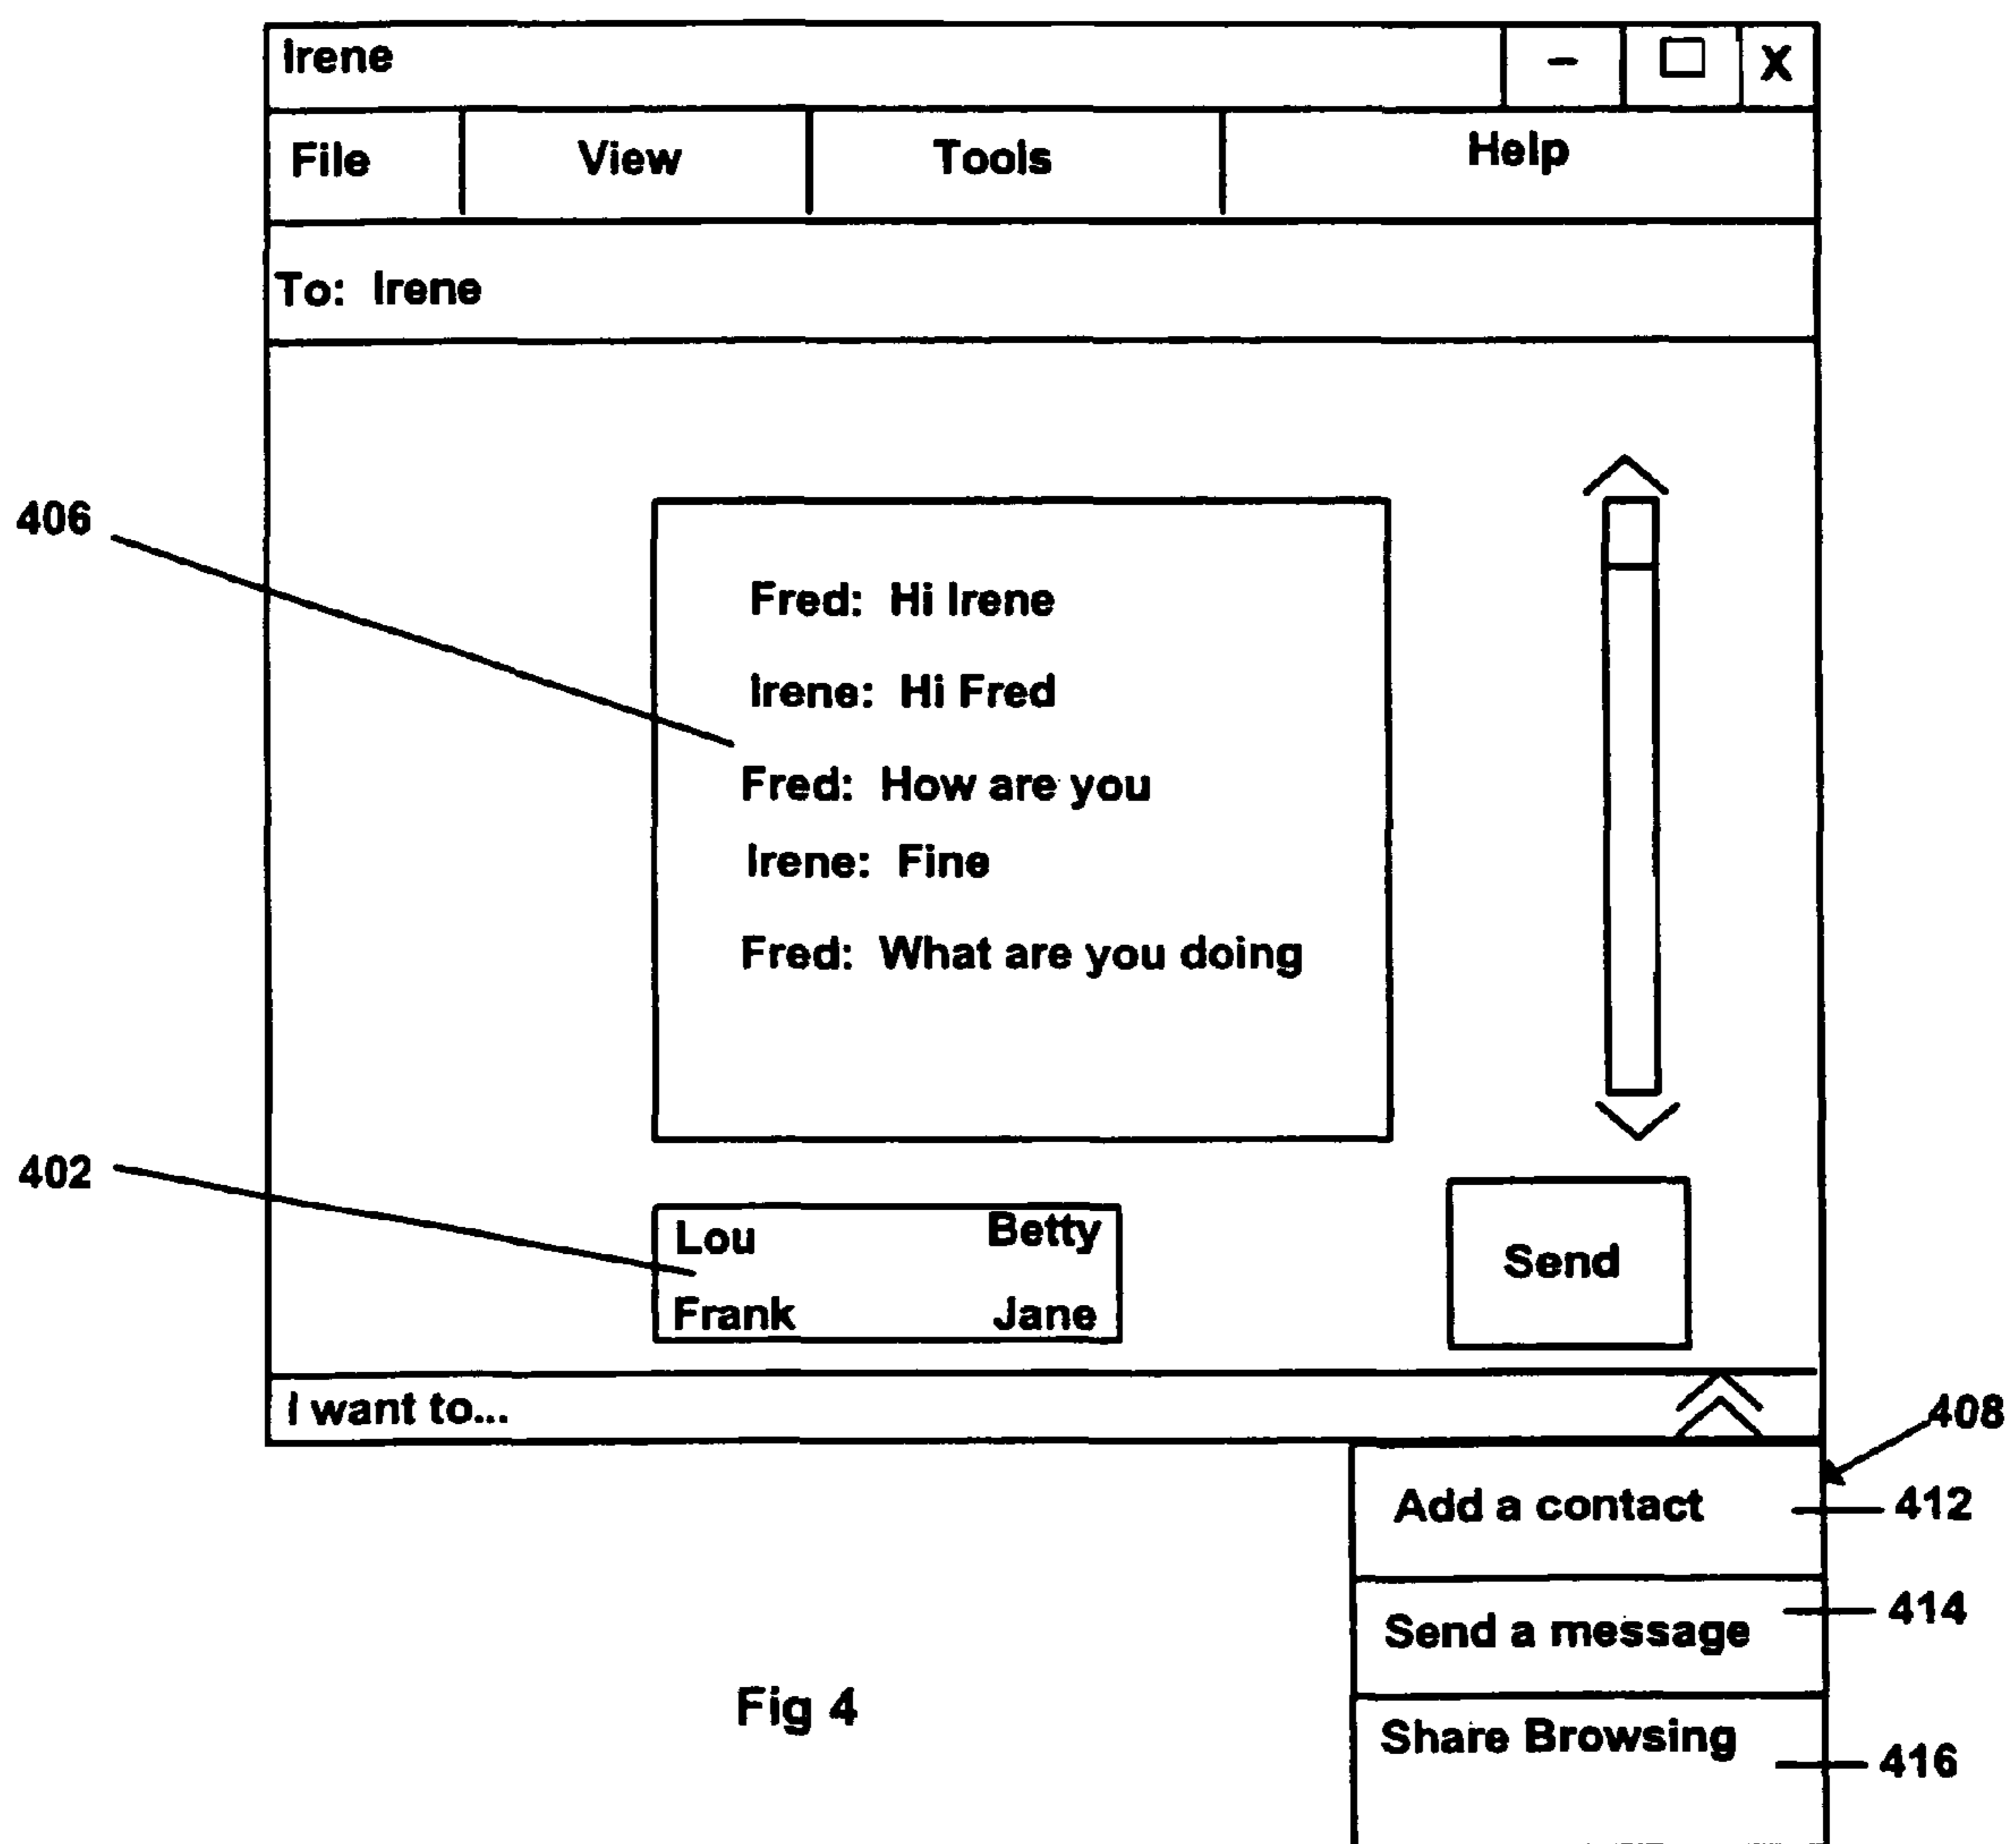 Irene – □ X
File View Tools Help
To: Irene
406
Fred: Hi Irene
Irene: Hi Fred
Fred: How are you
Irene: Fine
Fred: What are you doing
402
Lou Betty
Frank Jane
Send
I want to...
408
Add a contact 412
Send a message 414
Share Browsing 416
Fig 4